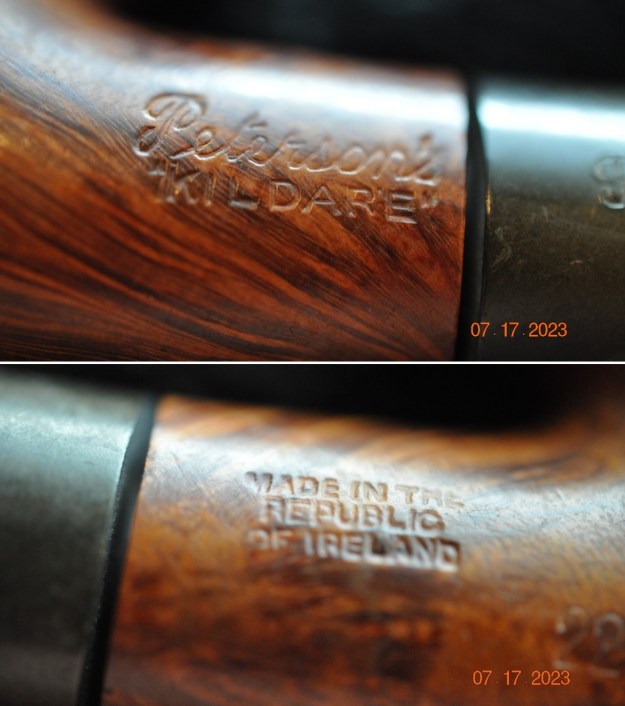 Peterson's
"KILDARE"
07 . 17 . 2023
MADE IN THE
REPUBLIC
OF IRELAND
07 17 2023